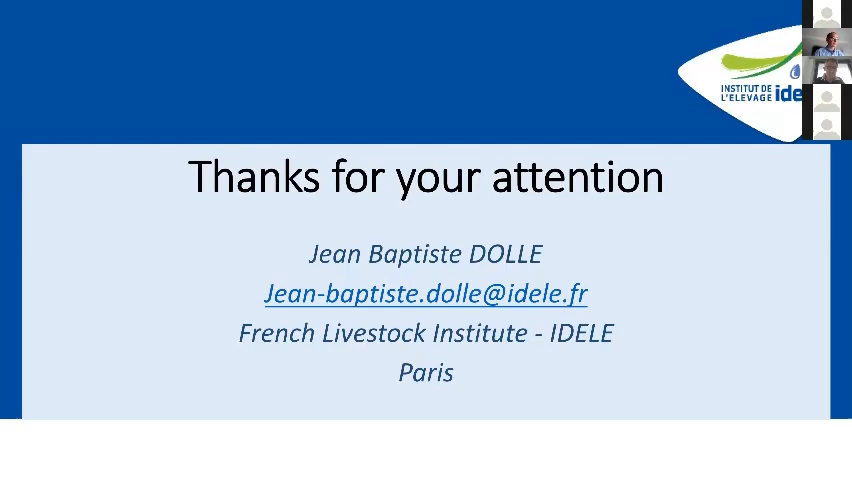 INSTITUT DE
L'ELEVAGE ide
Thanks for your attention
Jean Baptiste DOLLE
Jean-baptiste.dolle@idele.fr
French Livestock Institute - IDELE
Paris